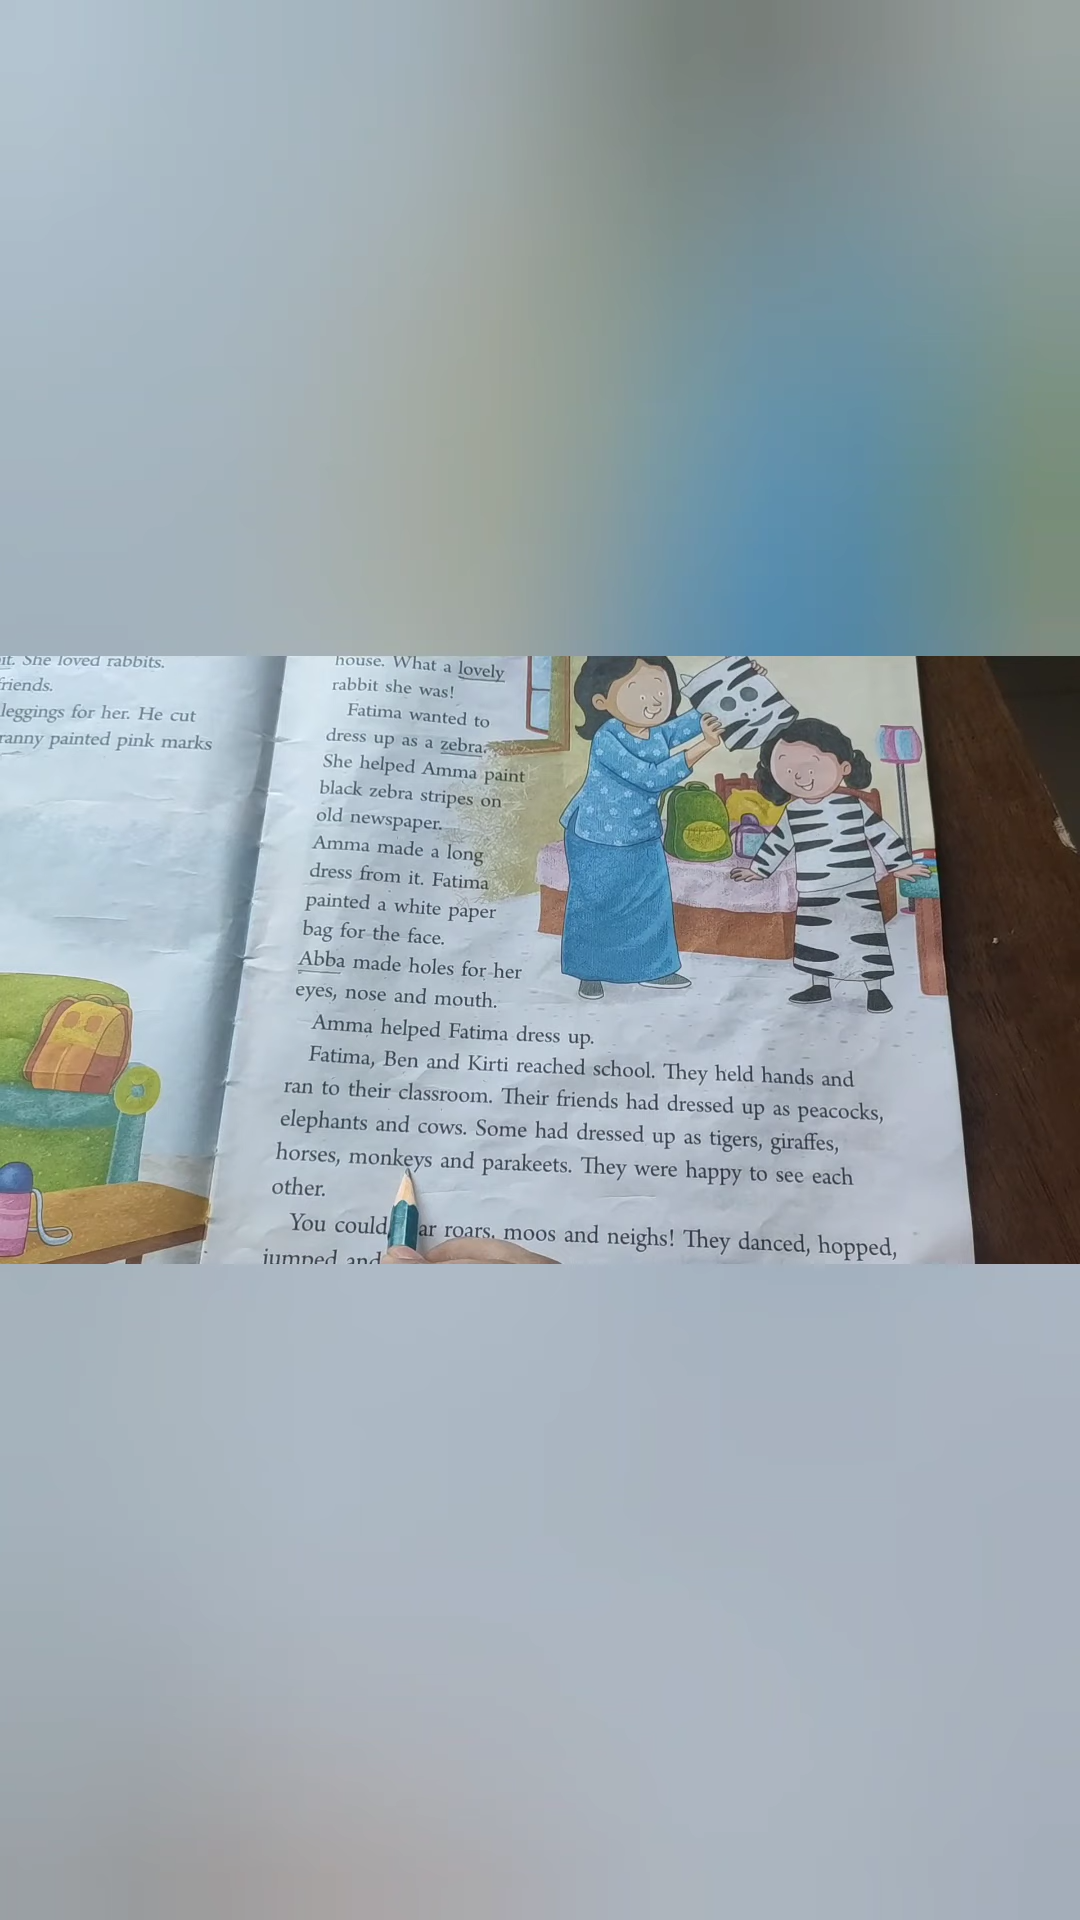 it. She loved rabbits.
friends.
leggings for her. He cut
ranny painted pink marks
house. What a lovely
rabbit she was!
Fatima wanted to
dress up as a zebra.
She helped Amma paint
black zebra stripes on
old newspaper.
Amma made a long
dress from it. Fatima
painted a white paper
bag for the face.
Abba made holes for her
eyes, nose and mouth.
Amma helped Fatima dress up.
Fatima, Ben and Kirti reached school. They held hands and
ran to their classroom. Their friends had dressed up as peacocks,
elephants and cows. Some had dressed up as tigers, giraffes,
horses, monkeys and parakeets. They were happy to see each
other.
You could ar roars, moos and neighs! They danced, hopped,
jumped and